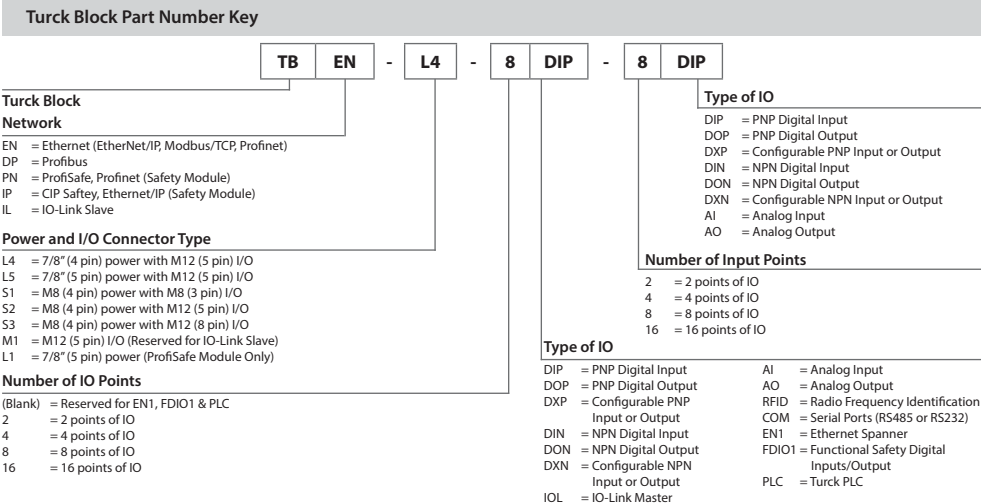 Turck Block Part Number Key
TB EN - L4 - 8 DIP - 8 DIP
Turck Block
Network
EN = Ethernet (EtherNet/IP, Modbus/TCP, Profinet)
DP = Profibus
PN = ProfiSafe, Profinet (Safety Module)
IP = CIP Saftey, Ethernet/IP (Safety Module)
IL = IO-Link Slave
Power and I/O Connector Type
L4 = 7/8” (4 pin) power with M12 (5 pin) I/O
L5 = 7/8” (5 pin) power with M12 (5 pin) I/O
S1 = M8 (4 pin) power with M8 (3 pin) I/O
S2 = M8 (4 pin) power with M12 (5 pin) I/O
S3 = M8 (4 pin) power with M12 (8 pin) I/O
M1 = M12 (5 pin) I/O (Reserved for IO-Link Slave)
L1 = 7/8” (5 pin) power (ProfiSafe Module Only)
Number of IO Points
(Blank) = Reserved for EN1, FDIO1 & PLC
2 = 2 points of IO
4 = 4 points of IO
8 = 8 points of IO
16 = 16 points of IO
Type of IO
DIP = PNP Digital Input
DOP = PNP Digital Output
DXP = Configurable PNP Input or Output
DIN = NPN Digital Input
DON = NPN Digital Output
DXN = Configurable NPN Input or Output
AI = Analog Input
AO = Analog Output
Number of Input Points
2 = 2 points of IO
4 = 4 points of IO
8 = 8 points of IO
16 = 16 points of IO
Type of IO
DIP = PNP Digital Input
DOP = PNP Digital Output
DXP = Configurable PNP
Input or Output
DIN = NPN Digital Input
DON = NPN Digital Output
DXN = Configurable NPN
Input or Output
IOL = IO-Link Master
AI = Analog Input
AO = Analog Output
RFID = Radio Frequency Identification
COM = Serial Ports (RS485 or RS232)
EN1 = Ethernet Spanner
FDIO1 = Functional Safety Digital
Inputs/Output
PLC = Turck PLC